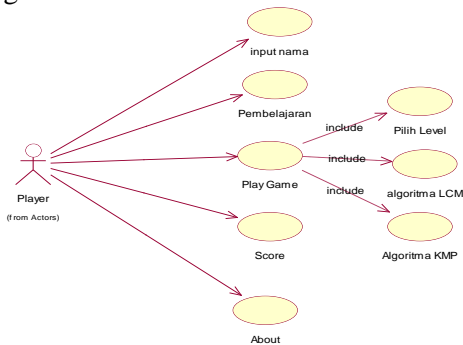 g
input nama
Pembelajaran
include
Pilih Level
include
Play Game
algoritma LCM
include
Player
(from Actors)
Score
Algoritma KMP
About